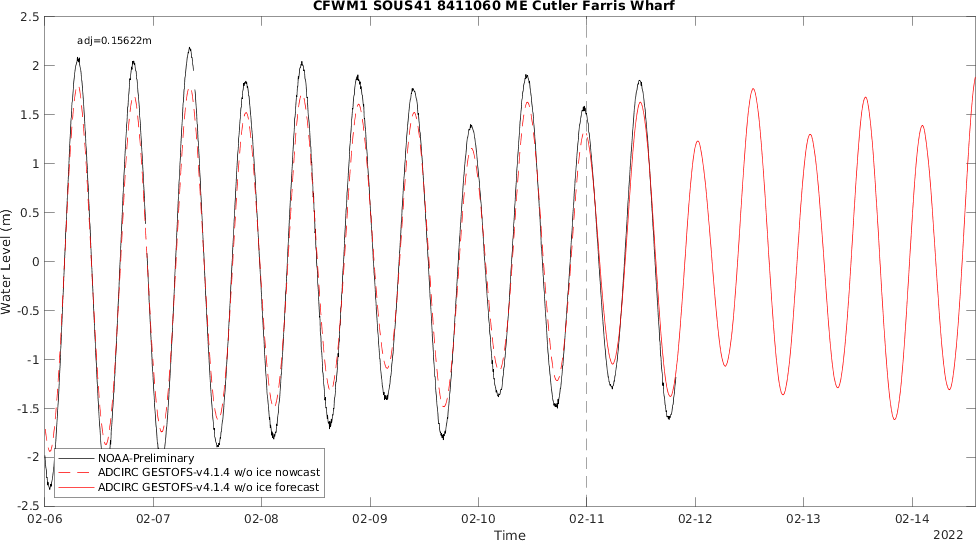 CFWM1 SOUS41 8411060 ME Cutler Farris Wharf
adj=0.15622m
2.5
2
1.5
1
0.5
0
-0.5
-1
-1.5
-2
-2.5
Water Level (m)
NOAA-Preliminary
ADCIRC GESTOFS-v4.1.4 w/o ice nowcast
ADCIRC GESTOFS-v4.1.4 w/o ice forecast
02-06 02-07 02-08 02-09 02-10 02-11 02-12 02-13 02-14
Time
2022